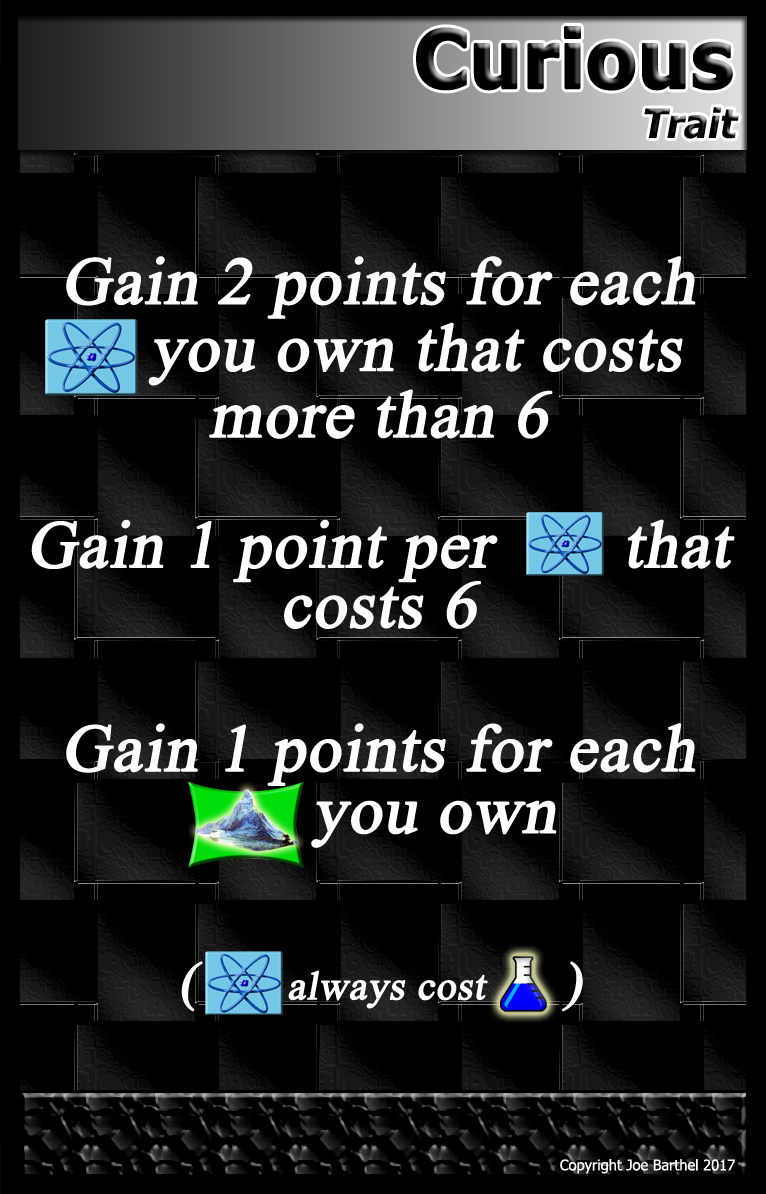 Curious
Trait
Gain 2 points for each
you own that costs
more than 6
Gain 1 point per that
costs 6
Gain 1 points for each
you own
( always cost )
Copyright Joe Barthel 2017